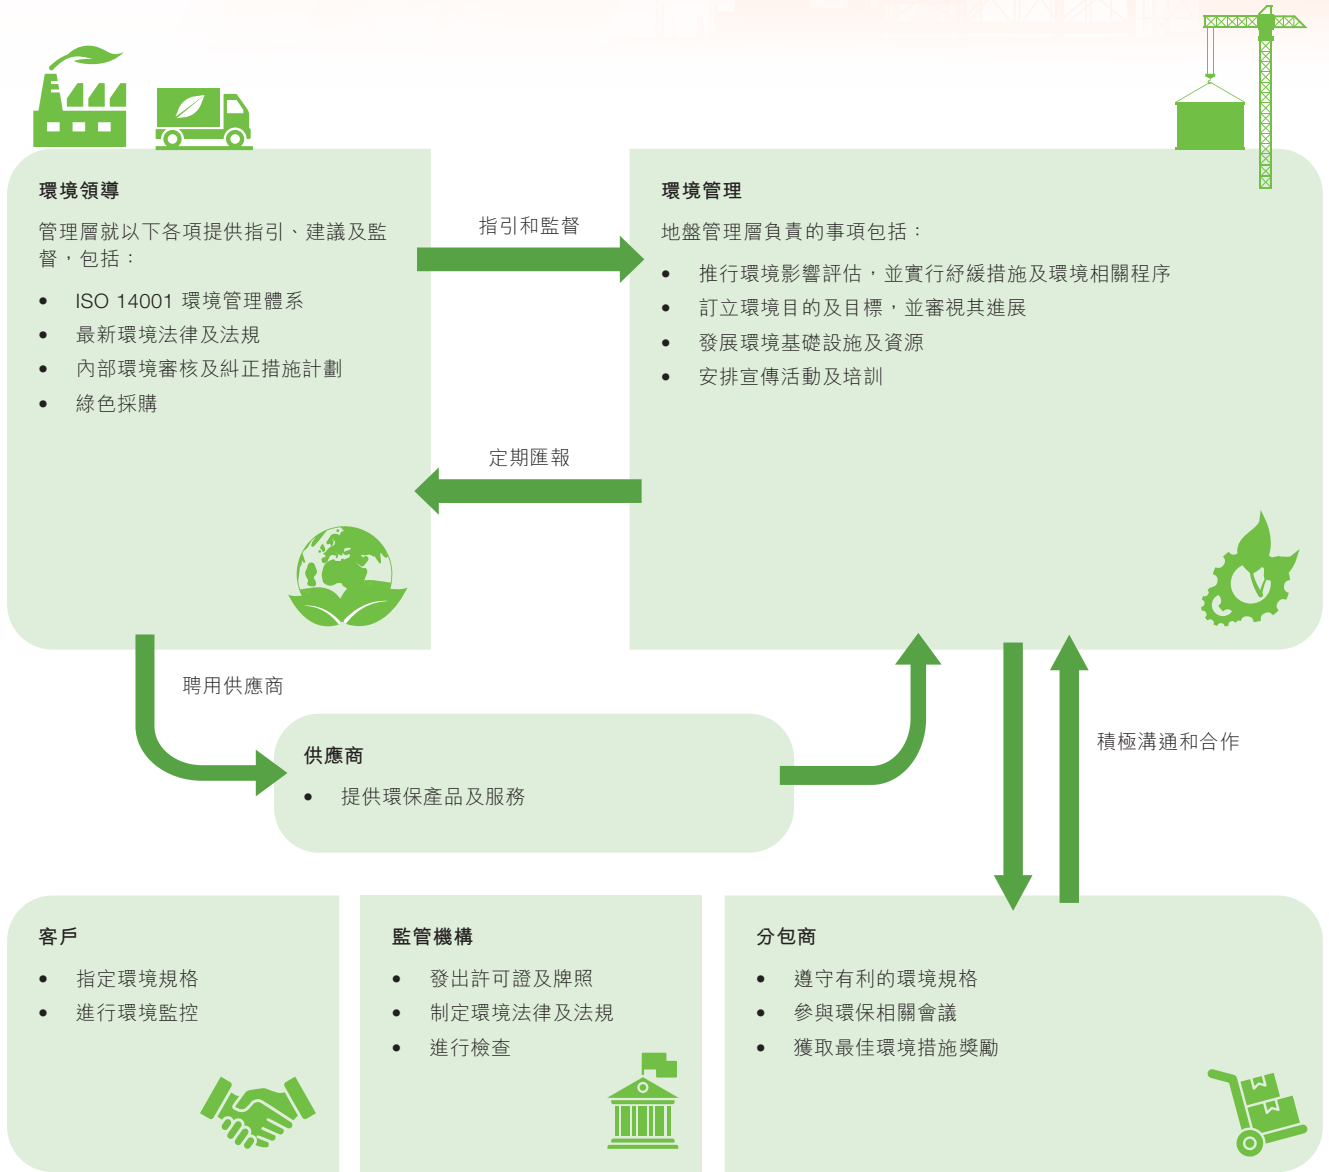 環境領導
管理層就以下各項提供指引、建議及監
督，包括：
• ISO 14001 環境管理體系
• 最新環境法律及法規
• 內部環境審核及糾正措施計劃
• 綠色採購
指引和監督
定期匯報
環境管理
地盤管理層負責的事項包括：
• 推行環境影響評估，並實行紓緩措施及環境相關程序
• 訂立環境目的及目標，並審視其進展
• 發展環境基礎設施及資源
• 安排宣傳活動及培訓
聘用供應商
供應商
• 提供環保產品及服務
積極溝通和合作
客戶
• 指定環境規格
• 進行環境監控
監管機構
• 發出許可證及牌照
• 制定環境法律及法規
• 進行檢查
分包商
• 遵守有利的環境規格
• 參與環保相關會議
• 獲取最佳環境措施獎勵